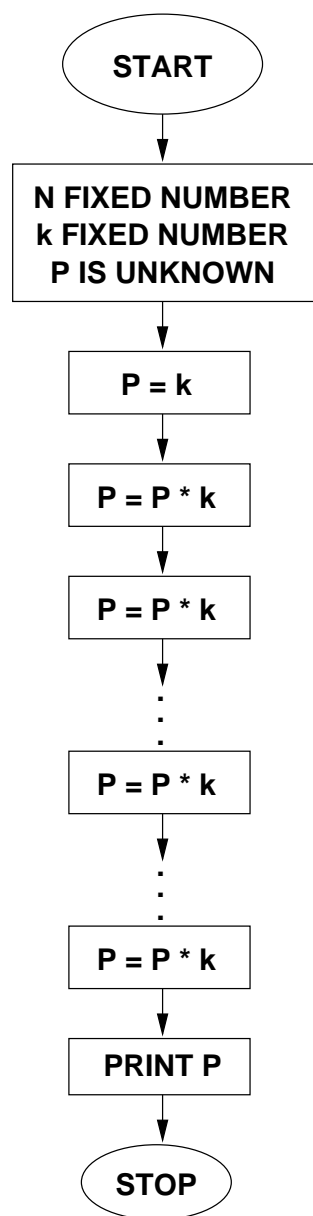 START
N FIXED NUMBER
k FIXED NUMBER
P IS UNKNOWN
P = k
P = P * k
P = P * k
.
.
.
P = P * k
.
.
.
P = P * k
PRINT P
STOP